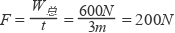 F = W总/t = 600N/3m = 200N